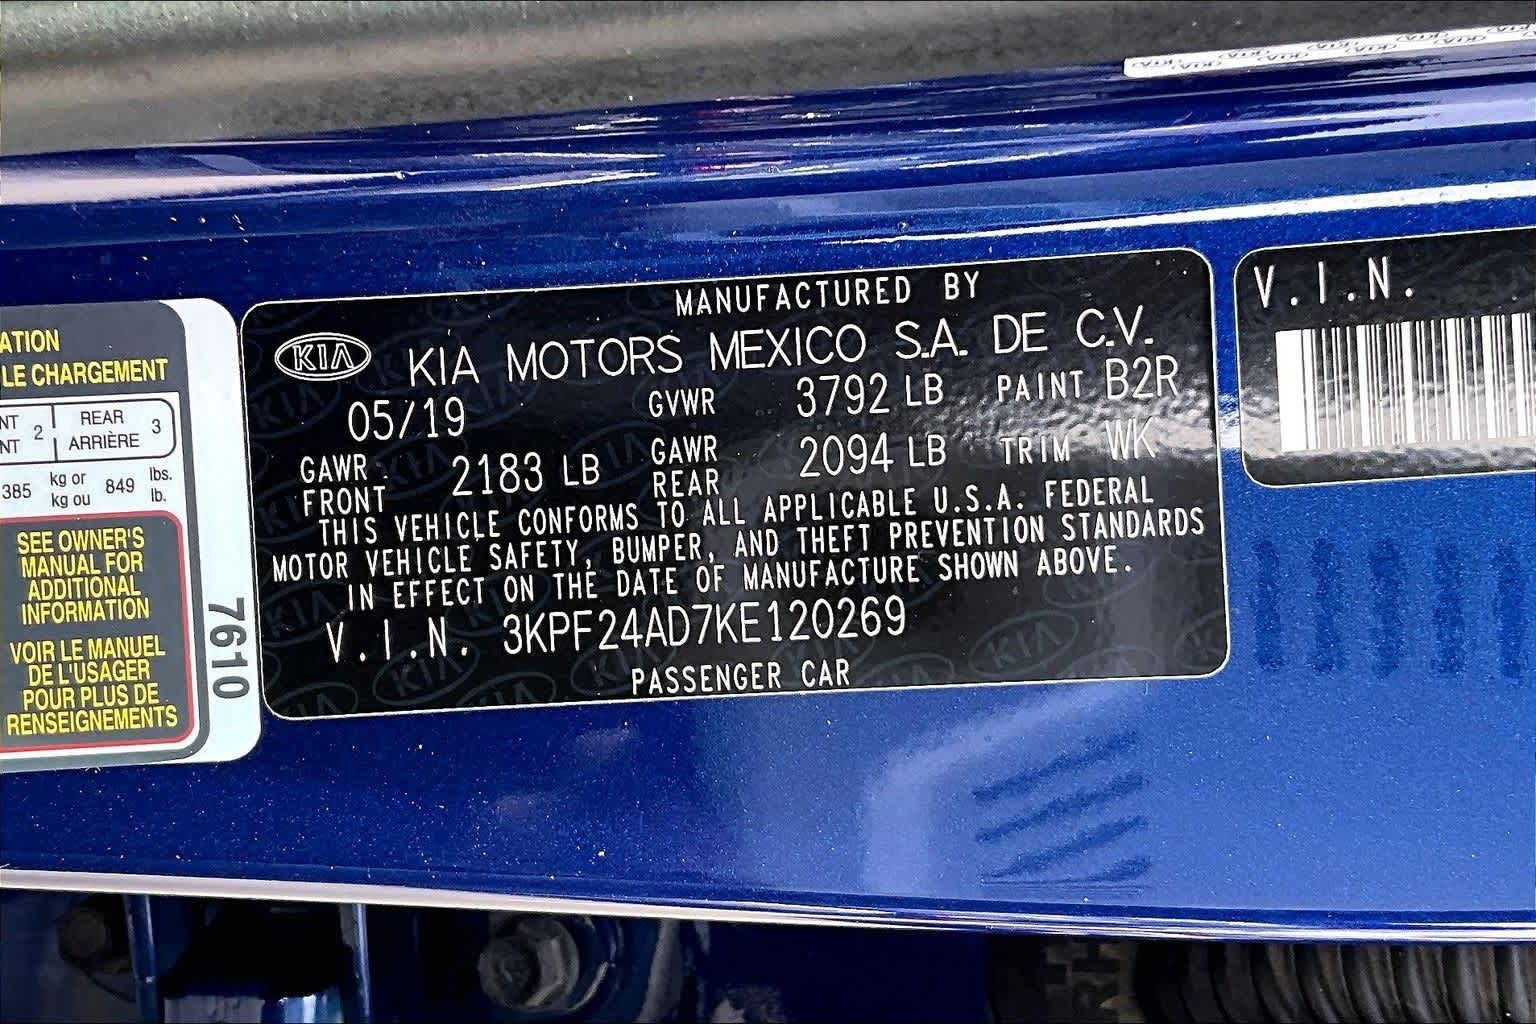 ATION
LE CHARGEMENT
NT 2 REAR 3
NT ARRIÈRE
385 kg or 849 lbs.
kg ou lb.
SEE OWNER'S
MANUAL FOR
ADDITIONAL
INFORMATION
VOIR LE MANUEL
DE L'USAGER
POUR PLUS DE
RENSEIGNEMENTS
7610
MANUFACTURED BY
KIA KIA MOTORS MEXICO S.A. DE C.V.
05/19 GVWR 3792 LB PAINT B2R
GAWR FRONT 2183 LB GAWR REAR 2094 LB TRIM WK
THIS VEHICLE CONFORMS TO ALL APPLICABLE U.S.A. FEDERAL
MOTOR VEHICLE SAFETY, BUMPER, AND THEFT PREVENTION STANDARDS
IN EFFECT ON THE DATE OF MANUFACTURE SHOWN ABOVE.
V.I.N. 3KPF24AD7KE120269
PASSENGER CAR
V.I.N.